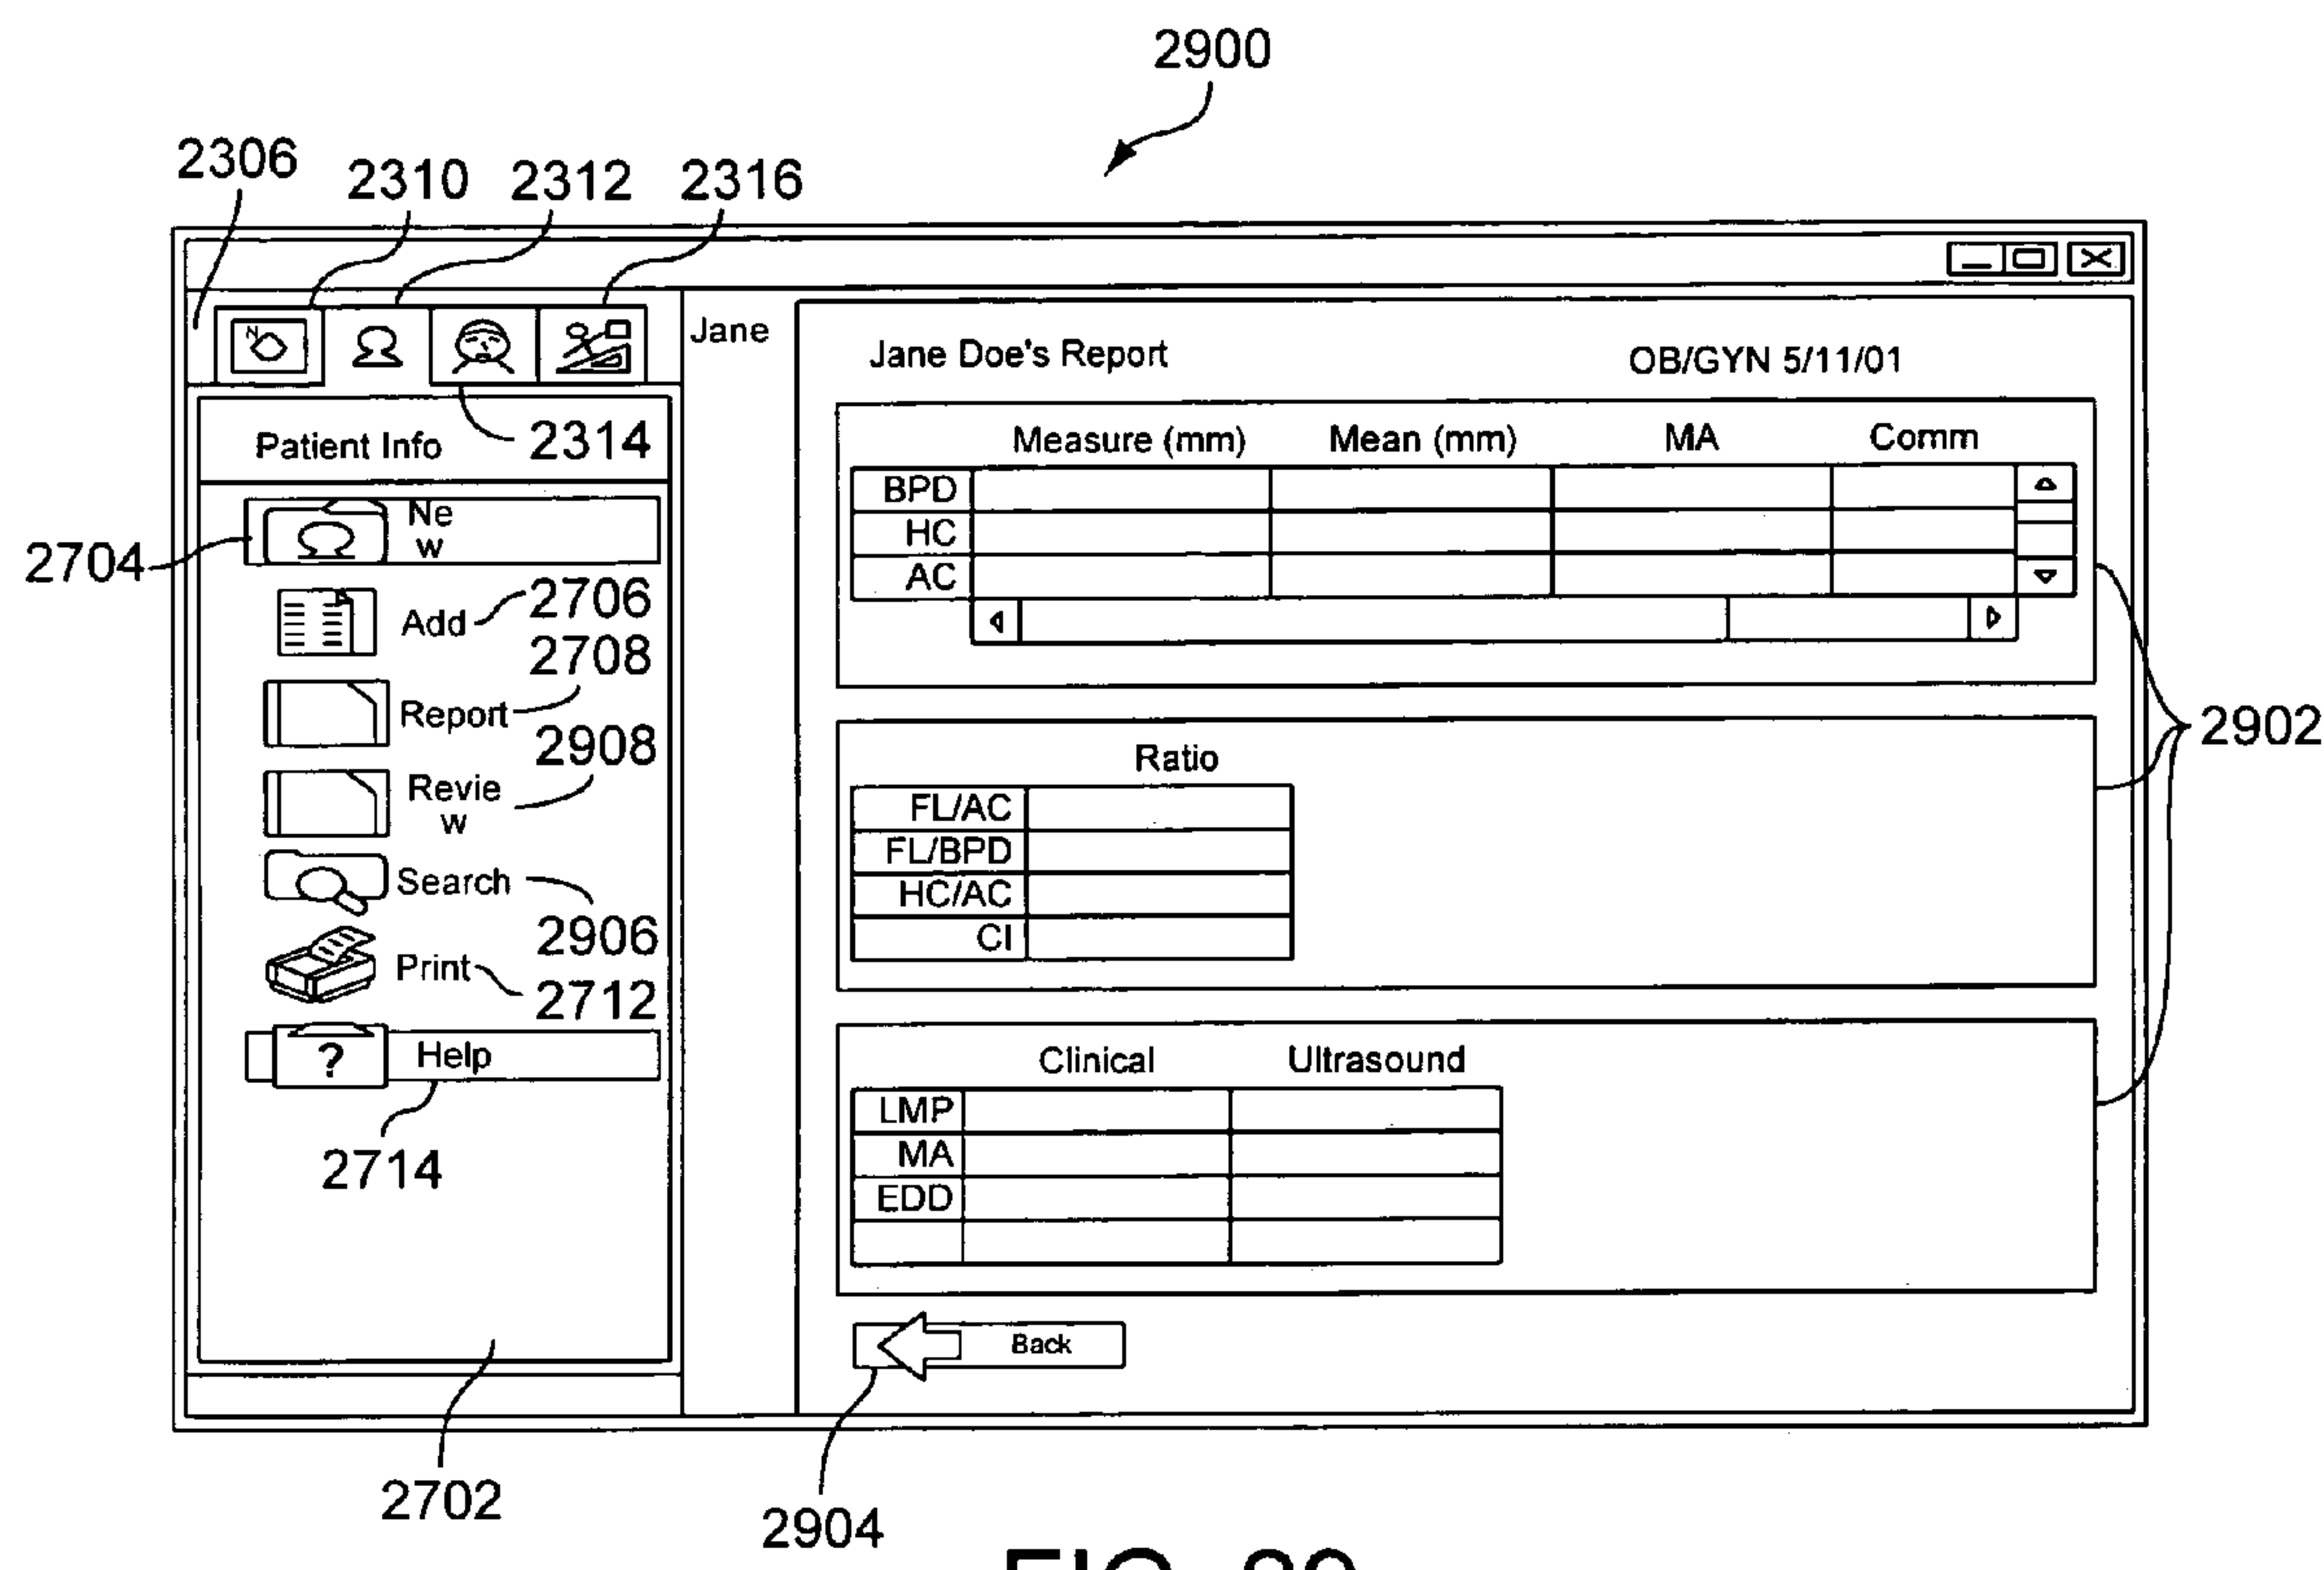 2900
2306
2310 2312 2316
N
Jane
Jane Doe's Report
OB/GYN 5/11/01
Patient Info
2314
Measure (mm) Mean (mm) MA Comm
BPD
HC
AC
2704
Ne
w
Add
2706
2708
Report
2908
Revie
w
Search
2906
Print
2712
? Help
2714
2702
2902
Ratio
FL/AC
FL/BPD
HC/AC
CI
Clinical Ultrasound
LMP
MA
EDD
Back
2904